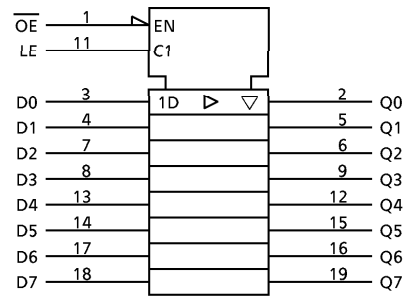 OE 1 EN
LE 11 C1
D0 3 1D ▷ ▽ 2 Q0
D1 4 5 Q1
D2 7 6 Q2
D3 8 9 Q3
D4 13 12 Q4
D5 14 15 Q5
D6 17 16 Q6
D7 18 19 Q7